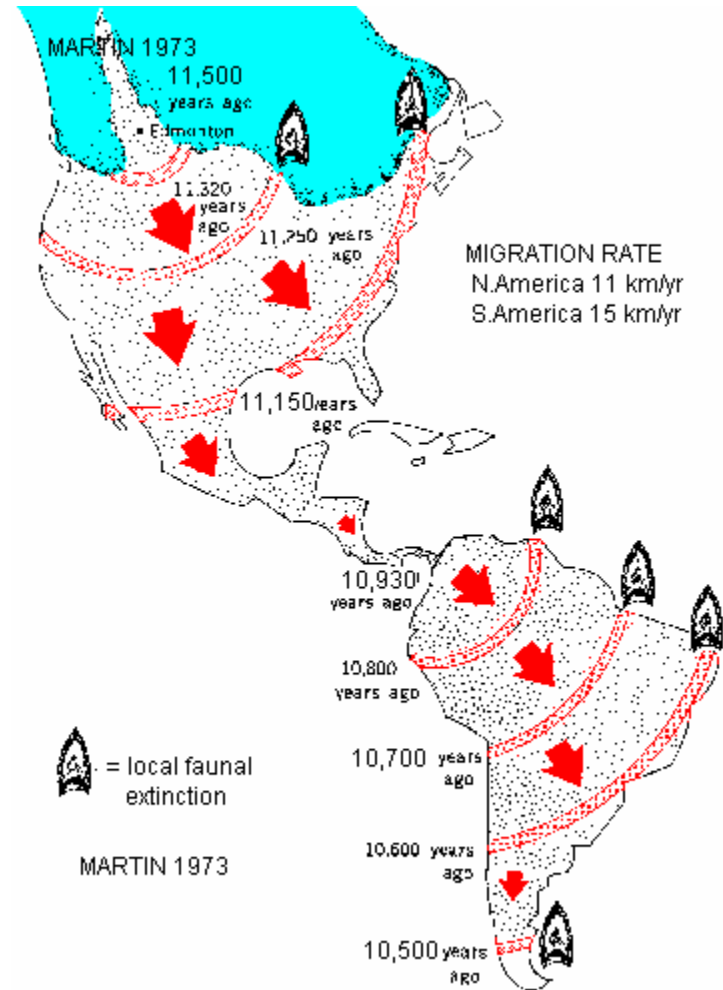 MARTIN 1973
11,500
years ago
Edmonton
11,320
years
ago
11,250 years
ago
MIGRATION RATE
N.America 11 km/yr
S.America 15 km/yr
11,150 years
ago
10,930
years ago
10,800
years ago
10,700 years
ago
= local faunal
extinction
10,600 years
ago
MARTIN 1973
10,500 years
ago